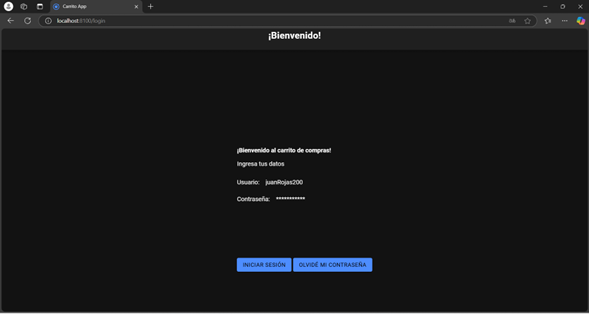 Carrito App
localhost:8100/login
¡Bienvenido!
¡Bienvenido al carrito de compras!
Ingresa tus datos
Usuario: juanRojas200
Contraseña: ***********
INICIAR SESIÓN OLVIDÉ MI CONTRASEÑA